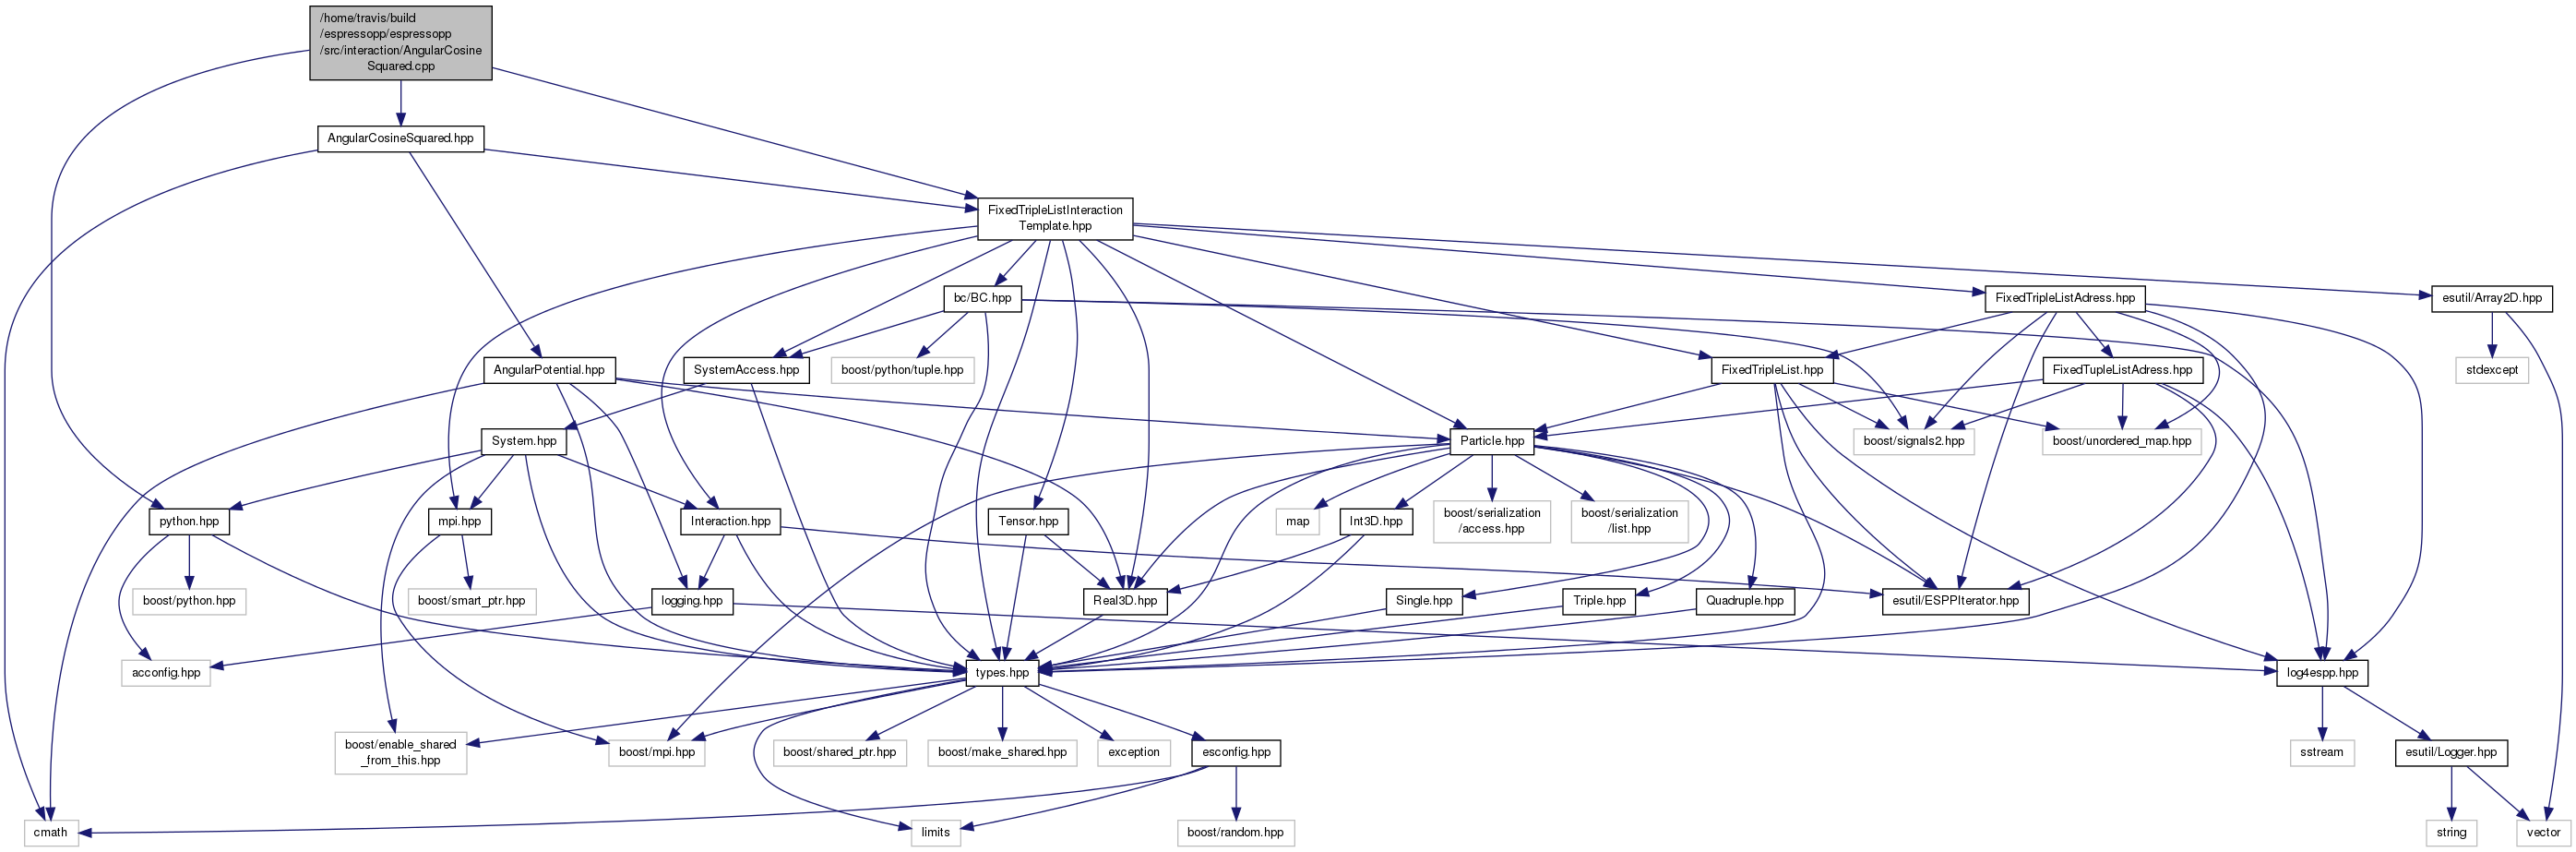 /home/travis/build
/espressopp/espressopp
/src/interaction/AngularCosine
Squared.cpp
AngularCosineSquared.hpp
FixedTripleListInteraction
Template.hpp
bc/BC.hpp
FixedTripleListAdress.hpp
esutil/Array2D.hpp
AngularPotential.hpp
SystemAccess.hpp
boost/python/tuple.hpp
FixedTripleList.hpp
FixedTupleListAdress.hpp
stdexcept
System.hpp
Particle.hpp
boost/signals2.hpp
boost/unordered_map.hpp
python.hpp
mpi.hpp
Interaction.hpp
Tensor.hpp
map
Int3D.hpp
boost/serialization
/access.hpp
boost/serialization
/list.hpp
boost/python.hpp
boost/smart_ptr.hpp
logging.hpp
Real3D.hpp
Single.hpp
Triple.hpp
Quadruple.hpp
esutil/ESPPIterator.hpp
acconfig.hpp
types.hpp
log4espp.hpp
boost/enable_shared
_from_this.hpp
boost/mpi.hpp
boost/shared_ptr.hpp
boost/make_shared.hpp
exception
esconfig.hpp
sstream
esutil/Logger.hpp
cmath
limits
boost/random.hpp
string
vector